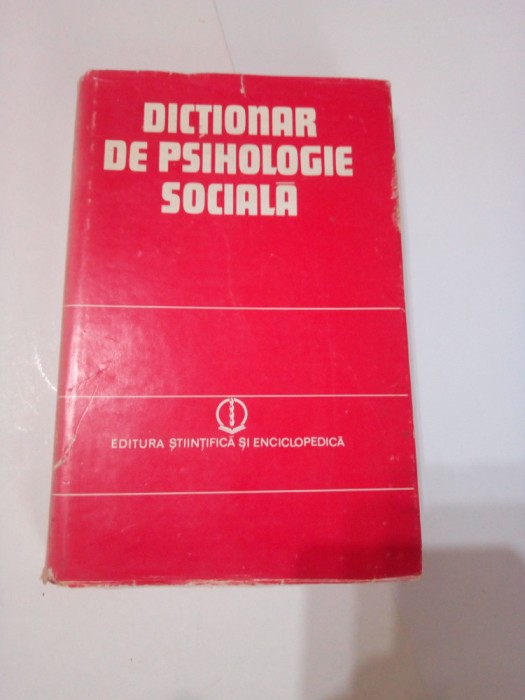 DICȚIONAR
DE PSIHOLOGIE
SOCIALĂ
EDITURA ȘTIINȚIFICĂ ȘI ENCICLOPEDICĂ